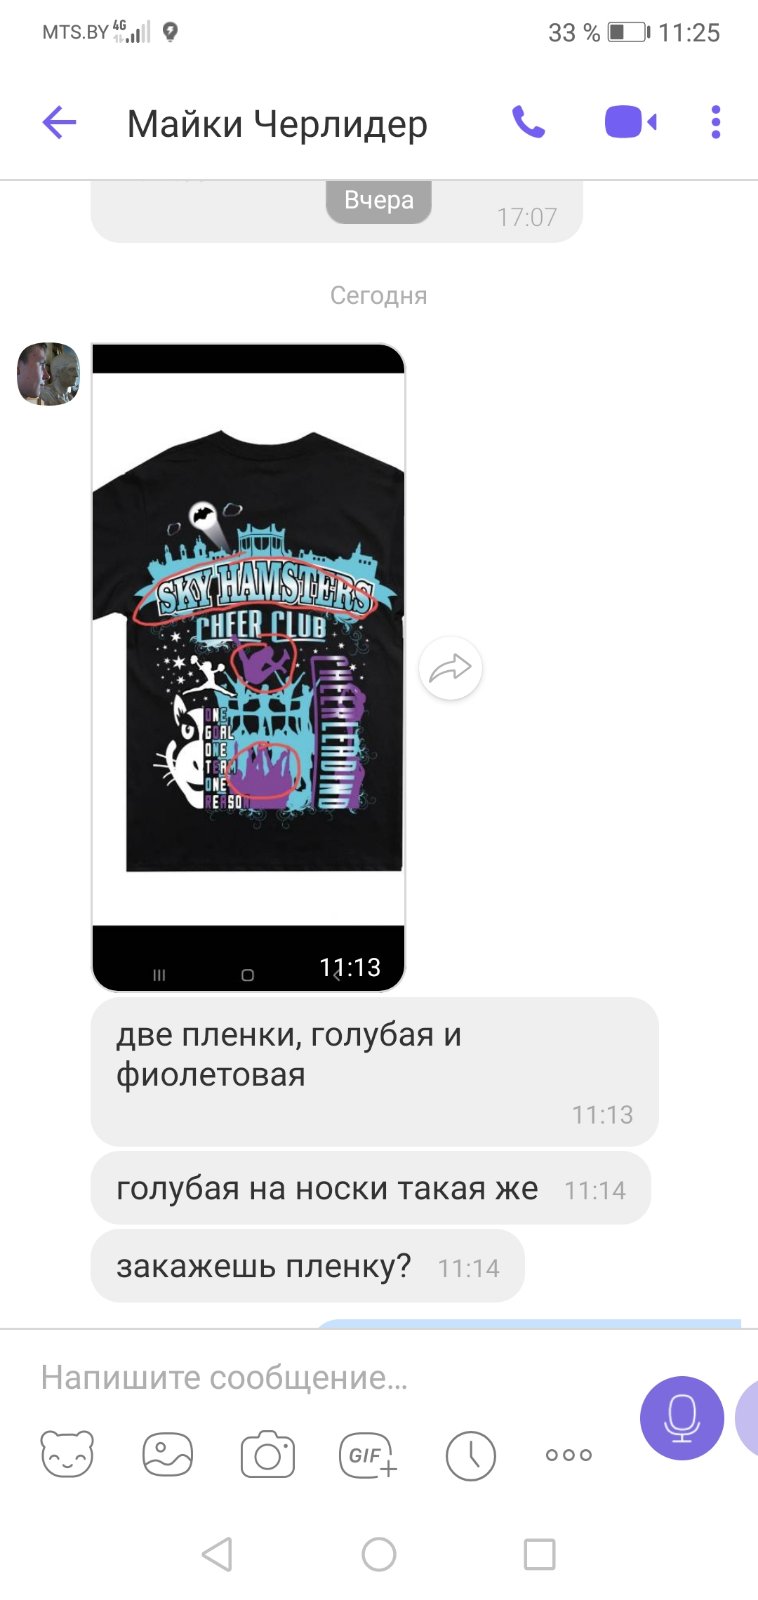 MTS.BY 4G 33 % 11:25
Майки Черлидер
Вчера
17:07
Сегодня
SKY HAMSTERS
CHEER CLUB
ONE
GOAL
ONE
TEAM
ONE
REASON
CHEERLEADING
11:13
две пленки, голубая и
фиолетовая
11:13
голубая на носки такая же 11:14
закажешь пленку? 11:14
Напишите сообщение...
GIF